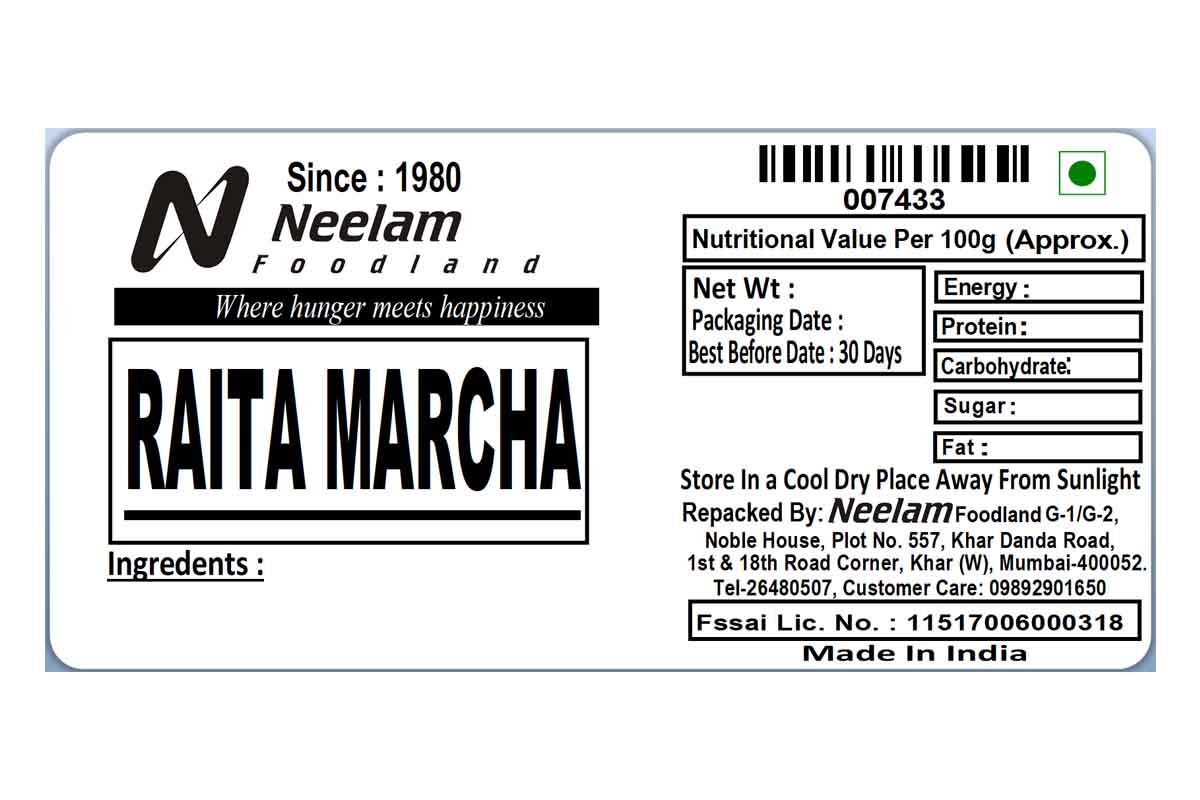 Since : 1980
Neelam
Foodland
Where hunger meets happiness
RAITA MARCHA
Ingredents :
007433
Nutritional Value Per 100g (Approx.)
Net Wt :
Packaging Date :
Best Before Date : 30 Days
Energy :
Protein :
Carbohydrate:
Sugar :
Fat :
Store In a Cool Dry Place Away From Sunlight
Repacked By: Neelam Foodland G-1/G-2,
Noble House, Plot No. 557, Khar Danda Road,
1st & 18th Road Corner, Khar (W), Mumbai-400052.
Tel-26480507, Customer Care: 09892901650
Fssai Lic. No. : 11517006000318
Made In India